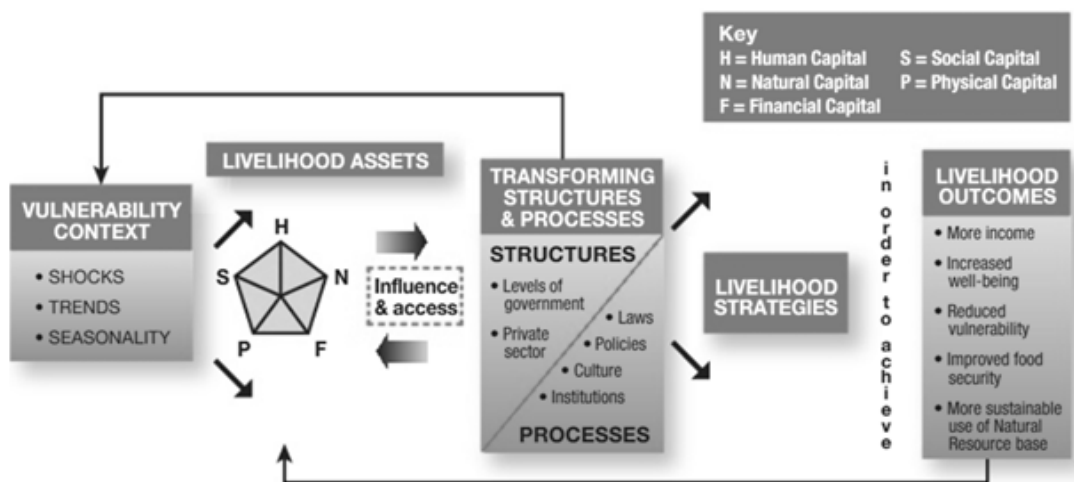 Key
H = Human Capital
S = Social Capital
N = Natural Capital
P = Physical Capital
F = Financial Capital
LIVELIHOOD ASSETS
VULNERABILITY
CONTEXT
• SHOCKS
• TRENDS
• SEASONALITY
H
S
N
P
F
Influence
& access
TRANSFORMING
STRUCTURES
& PROCESSES
STRUCTURES
• Levels of
government
• Private
sector
• Laws
• Policies
• Culture
• Institutions
PROCESSES
LIVELIHOOD
STRATEGIES
in order to achieve
LIVELIHOOD
OUTCOMES
• More income
• Increased
well-being
• Reduced
vulnerability
• Improved food
security
• More sustainable
use of Natural
Resource base